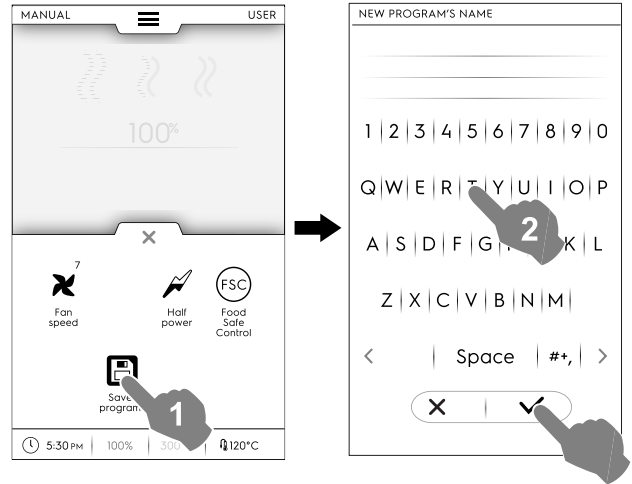 MANUAL USER
100%
7
Fan
speed
Half
power
FSC
Food
Safe
Control
Save
program
1
5:30 PM 100% 300 120°C
NEW PROGRAM'S NAME
1 2 3 4 5 6 7 8 9 0
Q W E R T Y U I O P
2
A S D F G K L
Z X C V B N M
< Space #+, >